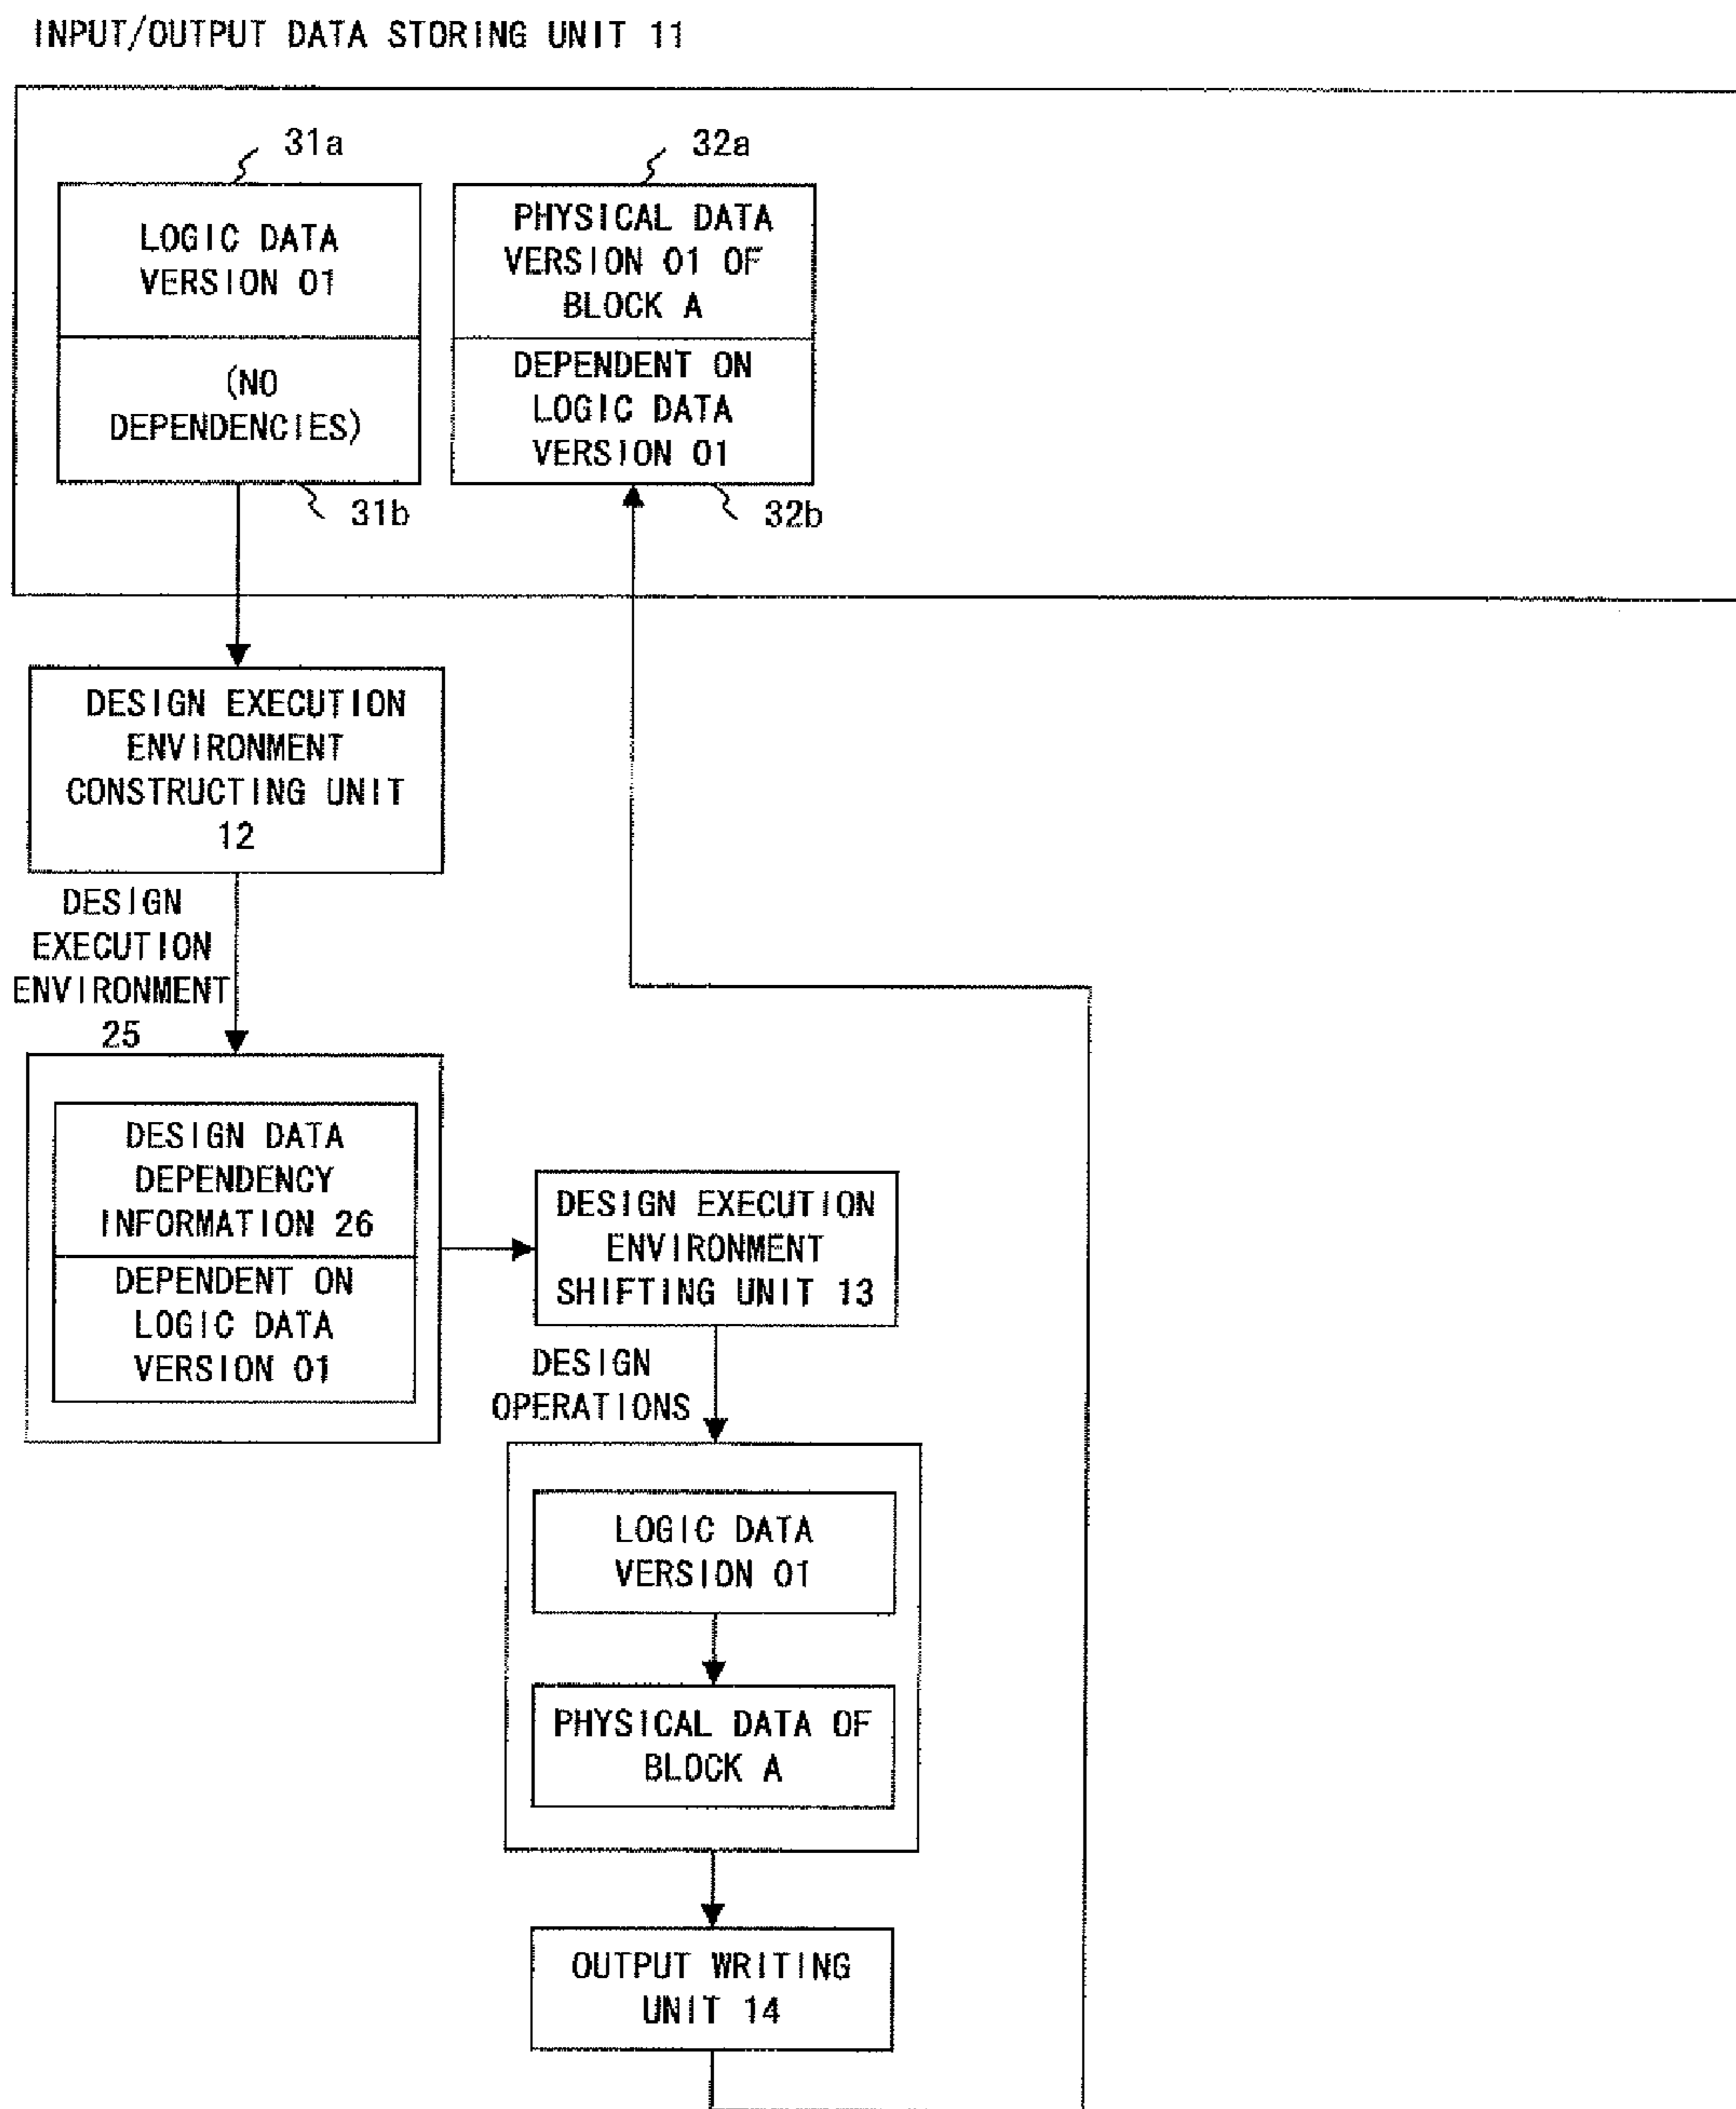 INPUT/OUTPUT DATA STORING UNIT 11
31a
32a
LOGIC DATA
VERSION 01
(NO
DEPENDENCIES)
31b
PHYSICAL DATA
VERSION 01 OF
BLOCK A
DEPENDENT ON
LOGIC DATA
VERSION 01
32b
DESIGN EXECUTION
ENVIRONMENT
CONSTRUCTING UNIT
12
DESIGN
EXECUTION
ENVIRONMENT
25
DESIGN DATA
DEPENDENCY
INFORMATION 26
DEPENDENT ON
LOGIC DATA
VERSION 01
DESIGN EXECUTION
ENVIRONMENT
SHIFTING UNIT 13
DESIGN
OPERATIONS
LOGIC DATA
VERSION 01
PHYSICAL DATA OF
BLOCK A
OUTPUT WRITING
UNIT 14